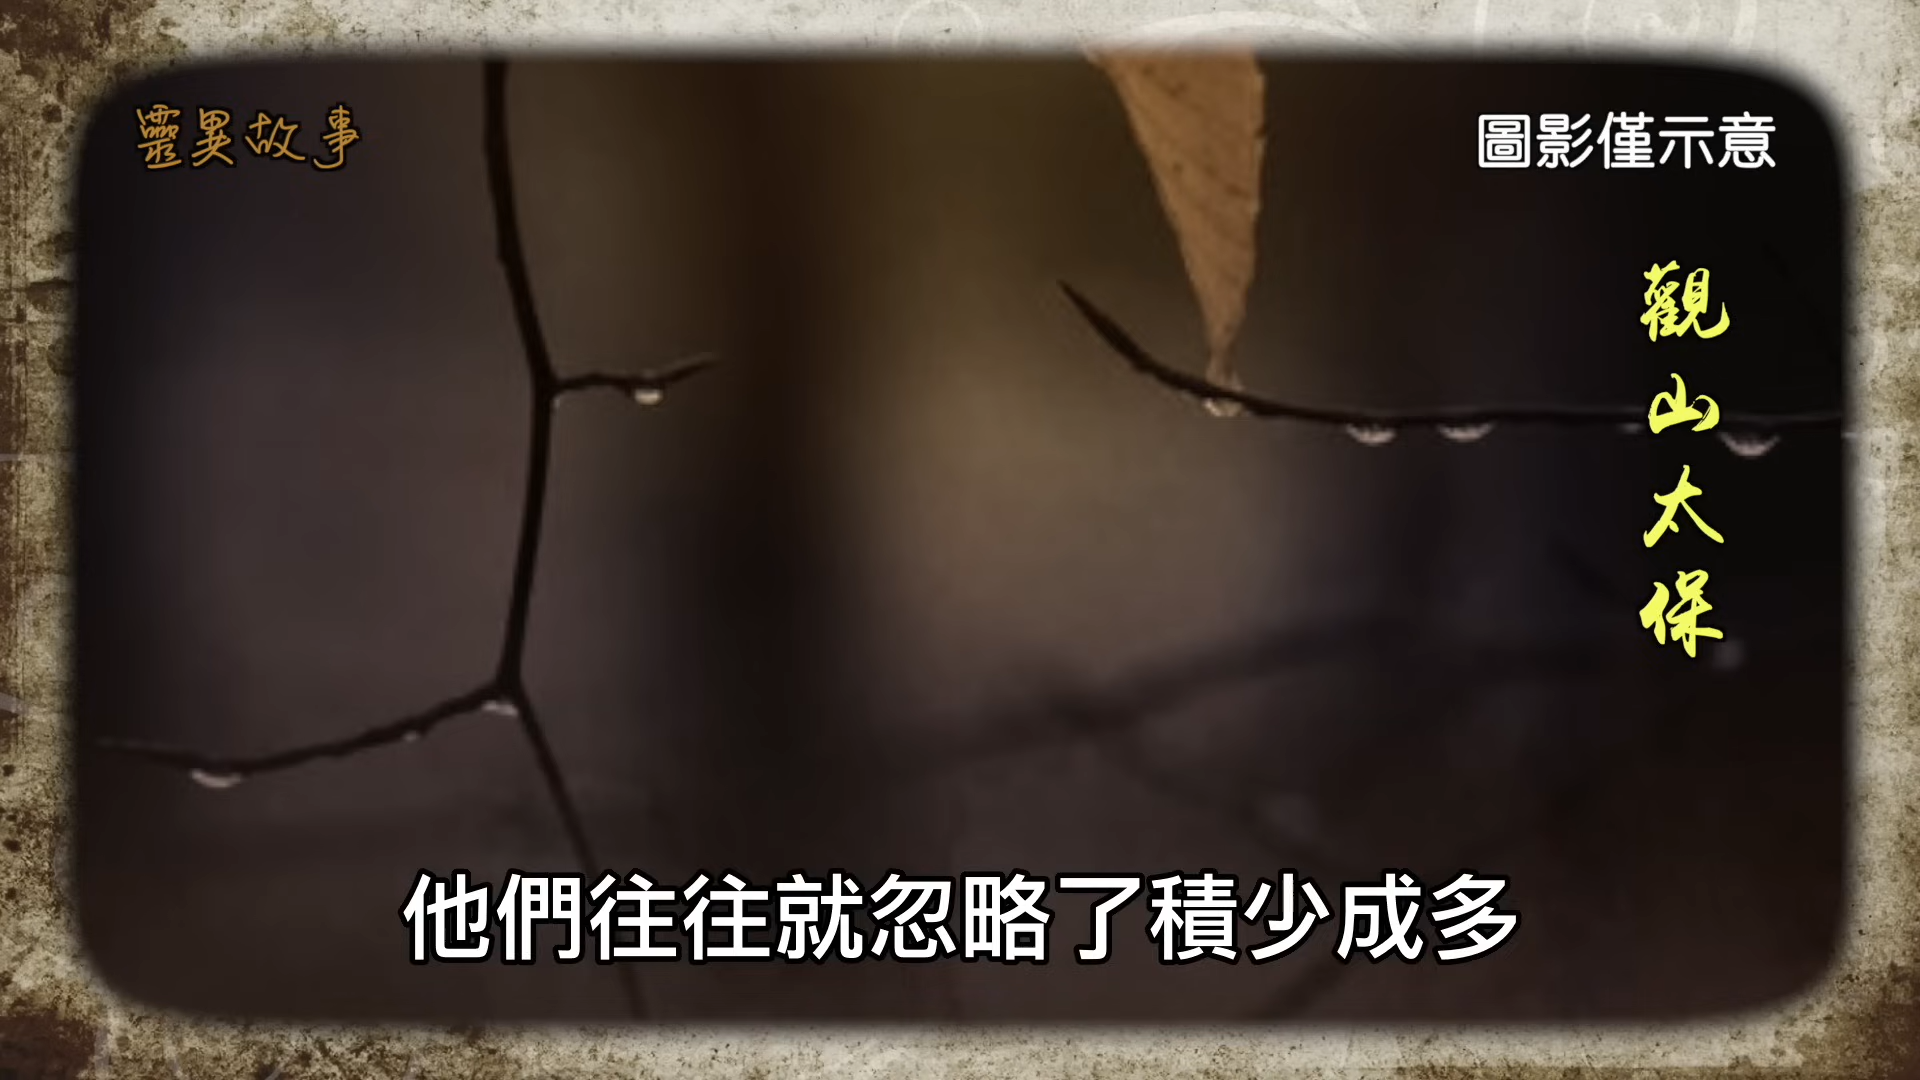 靈異故事
圖影僅示意
觀山太保
他們往往就忽略了積少成多